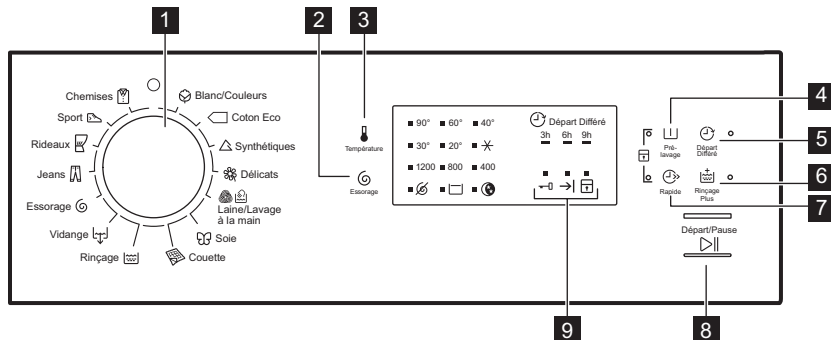 1
2
3
4
5
6
7
8
9
Chemises
Sport
Rideaux
Jeans
Essorage
Vidange
Rinçage
Blanc/Couleurs
Coton Eco
Synthétiques
Délicats
Laine/Lavage
à la main
Soie
Couette
Température
Essorage
90° 60° 40°
30° 20°
1200 800 400
Départ Différé
3h 6h 9h
Pré-
lavage
Départ
Différé
Rapide
Rinçage
Plus
Départ/Pause